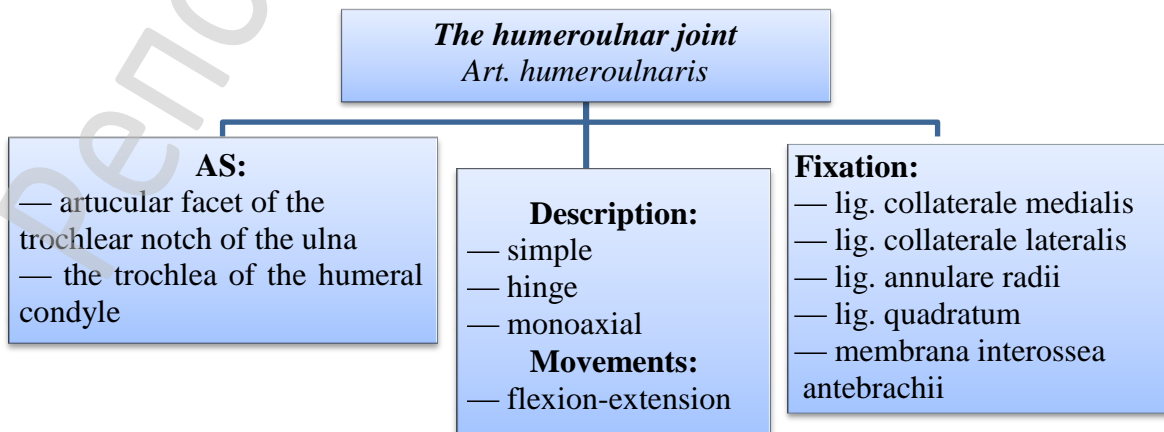 The humeroulnar joint
Art. humeroulnaris
AS:
— artucular facet of the
trochlear notch of the ulna
— the trochlea of the humeral
condyle
Description:
— simple
— hinge
— monoaxial
Movements:
— flexion-extension
Fixation:
— lig. collaterale medialis
— lig. collaterale lateralis
— lig. annulare radii
— lig. quadratum
— membrana interossea
antebrachii